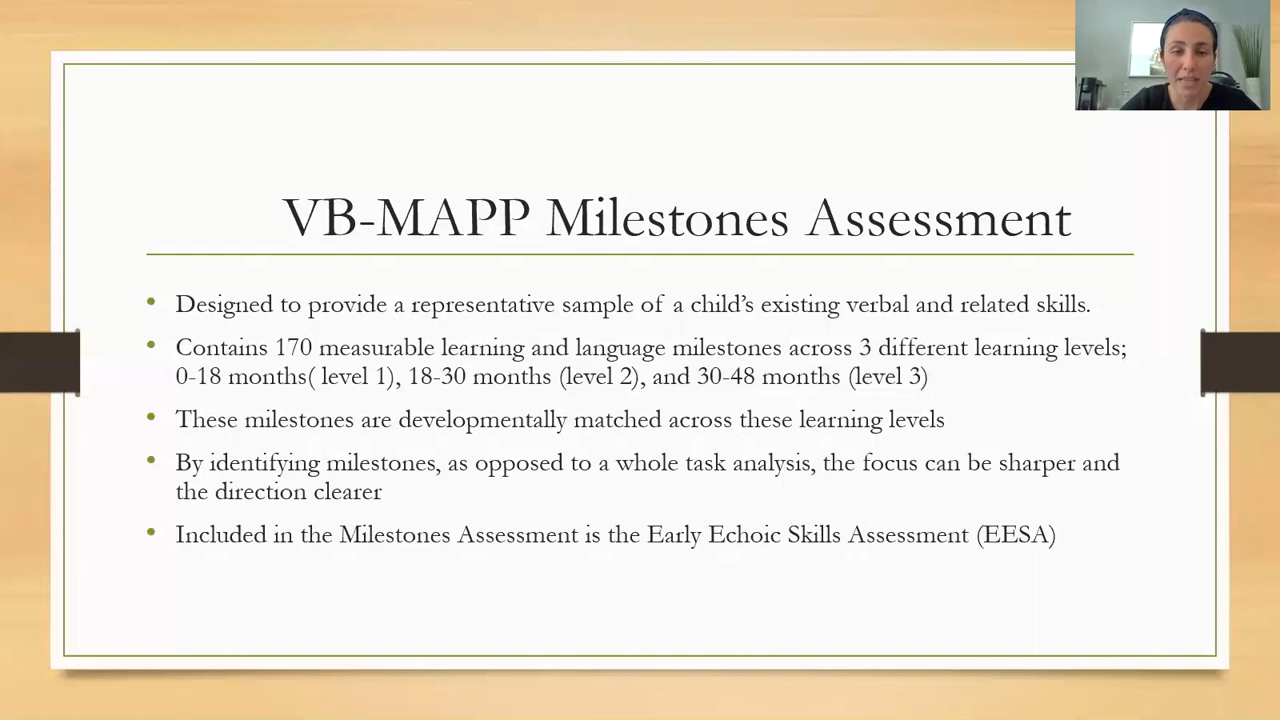 VB-MAPP Milestones Assessment
• Designed to provide a representative sample of a child's existing verbal and related skills.
• Contains 170 measurable learning and language milestones across 3 different learning levels;
0-18 months( level 1), 18-30 months (level 2), and 30-48 months (level 3)
• These milestones are developmentally matched across these learning levels
• By identifying milestones, as opposed to a whole task analysis, the focus can be sharper and
the direction clearer
• Included in the Milestones Assessment is the Early Echoic Skills Assessment (EESA)